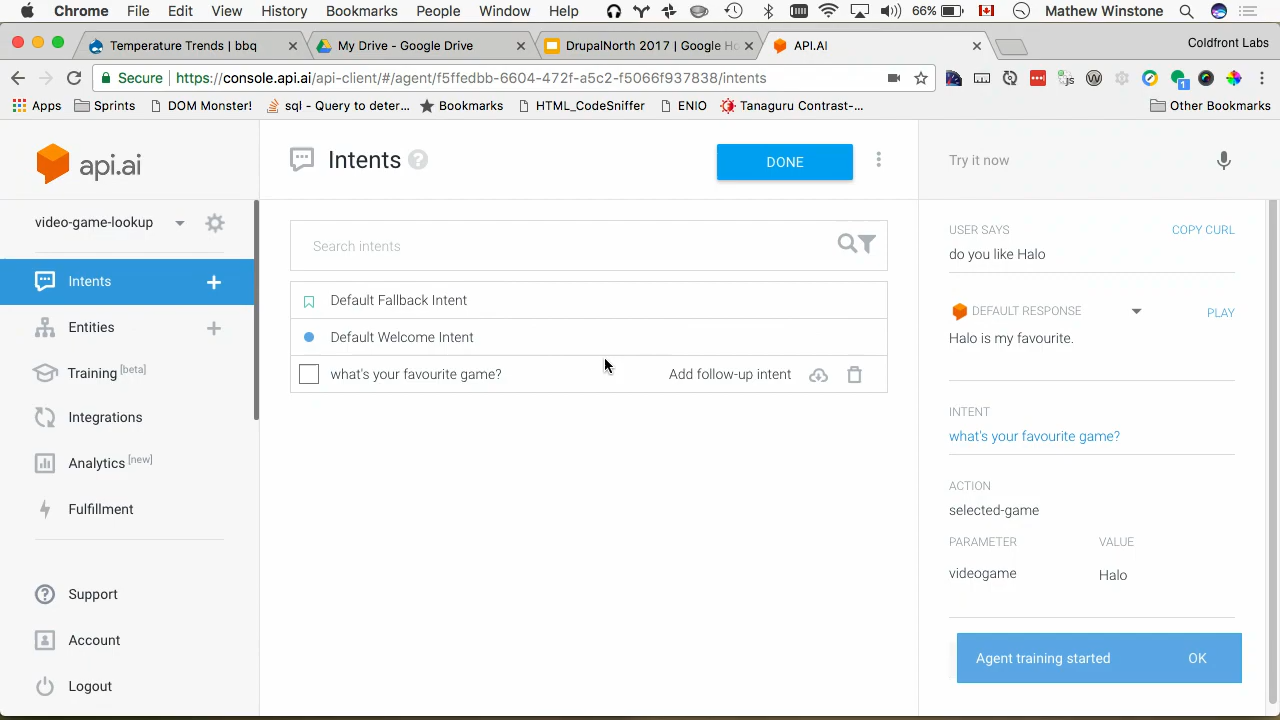 Chrome File Edit View History Bookmarks People Window Help 66% Mathew Winstone
Temperature Trends | bbq My Drive - Google Drive DrupalNorth 2017 | Google Ho API.AI Coldfront Labs
Secure https://console.api.ai/api-client/#/agent/f5ffedbb-6604-472f-a5c2-f5066f937838/intents
Apps Sprints DOM Monster! sql - Query to deter... Bookmarks HTML_CodeSniffer ENIO Tanaguru Contrast-... Other Bookmarks
api.ai
Intents ?
DONE
Try it now
video-game-lookup
Intents +
Entities +
Training [beta]
Integrations
Analytics [new]
Fulfillment
Support
Account
Logout
Search intents
Default Fallback Intent
Default Welcome Intent
what's your favourite game? Add follow-up intent
USER SAYS COPY CURL
do you like Halo
DEFAULT RESPONSE PLAY
Halo is my favourite.
INTENT
what's your favourite game?
ACTION
selected-game
PARAMETER VALUE
videogame Halo
Agent training started OK